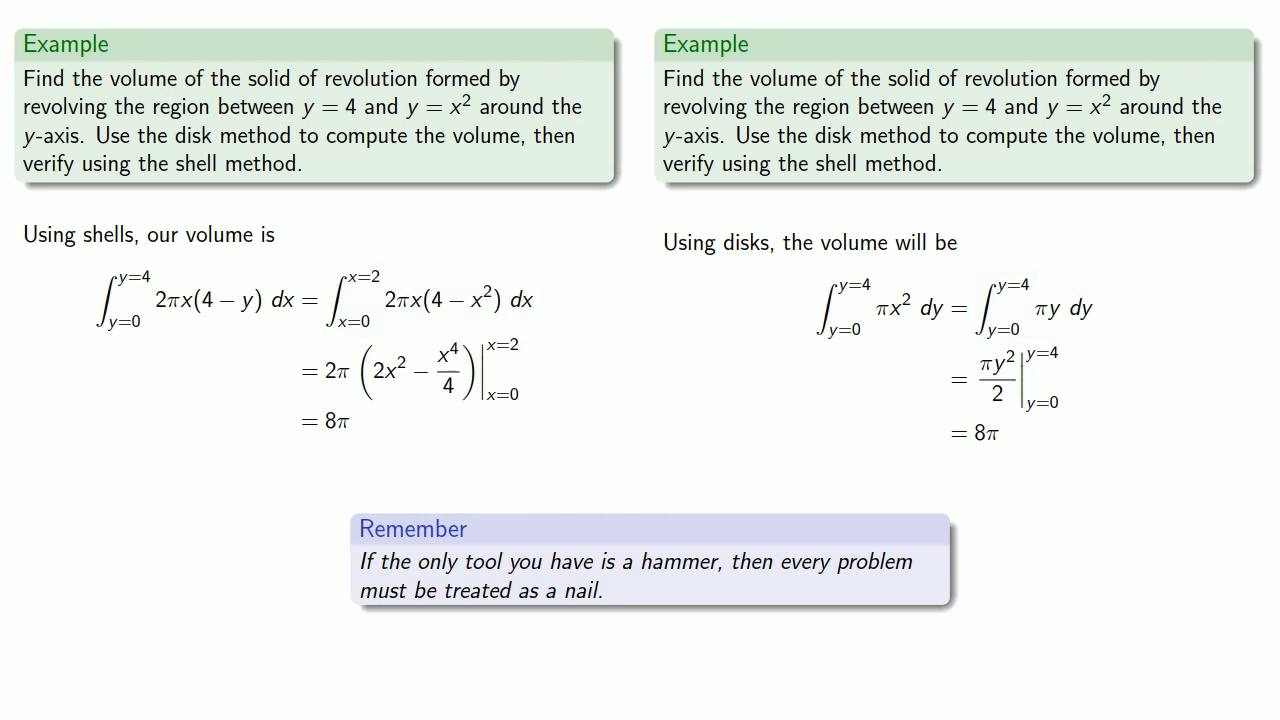 Example
Find the volume of the solid of revolution formed by
revolving the region between y = 4 and y = x² around the
y-axis. Use the disk method to compute the volume, then
verify using the shell method.
Using shells, our volume is
∫_{y=0}^{y=4} 2πx(4 − y) dx = ∫_{x=0}^{x=2} 2πx(4 − x²) dx
= 2π (2x² − x⁴/4) |_{x=0}^{x=2}
= 8π
Example
Find the volume of the solid of revolution formed by
revolving the region between y = 4 and y = x² around the
y-axis. Use the disk method to compute the volume, then
verify using the shell method.
Using disks, the volume will be
∫_{y=0}^{y=4} πx² dy = ∫_{y=0}^{y=4} πy dy
= πy²/2 |_{y=0}^{y=4}
= 8π
Remember
If the only tool you have is a hammer, then every problem
must be treated as a nail.